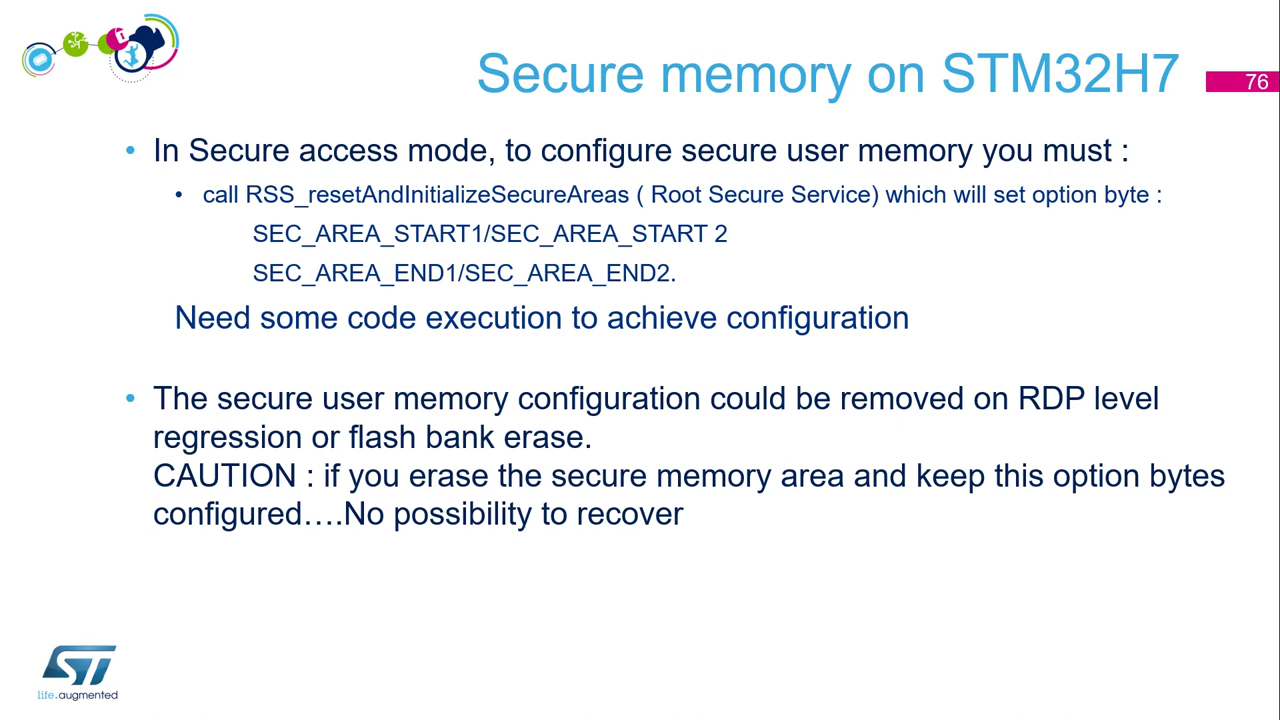 Secure memory on STM32H7
76
• In Secure access mode, to configure secure user memory you must :
• call RSS_resetAndInitializeSecureAreas ( Root Secure Service) which will set option byte :
SEC_AREA_START1/SEC_AREA_START 2
SEC_AREA_END1/SEC_AREA_END2.
Need some code execution to achieve configuration
• The secure user memory configuration could be removed on RDP level
regression or flash bank erase.
CAUTION : if you erase the secure memory area and keep this option bytes
configured….No possibility to recover
ST
life.augmented